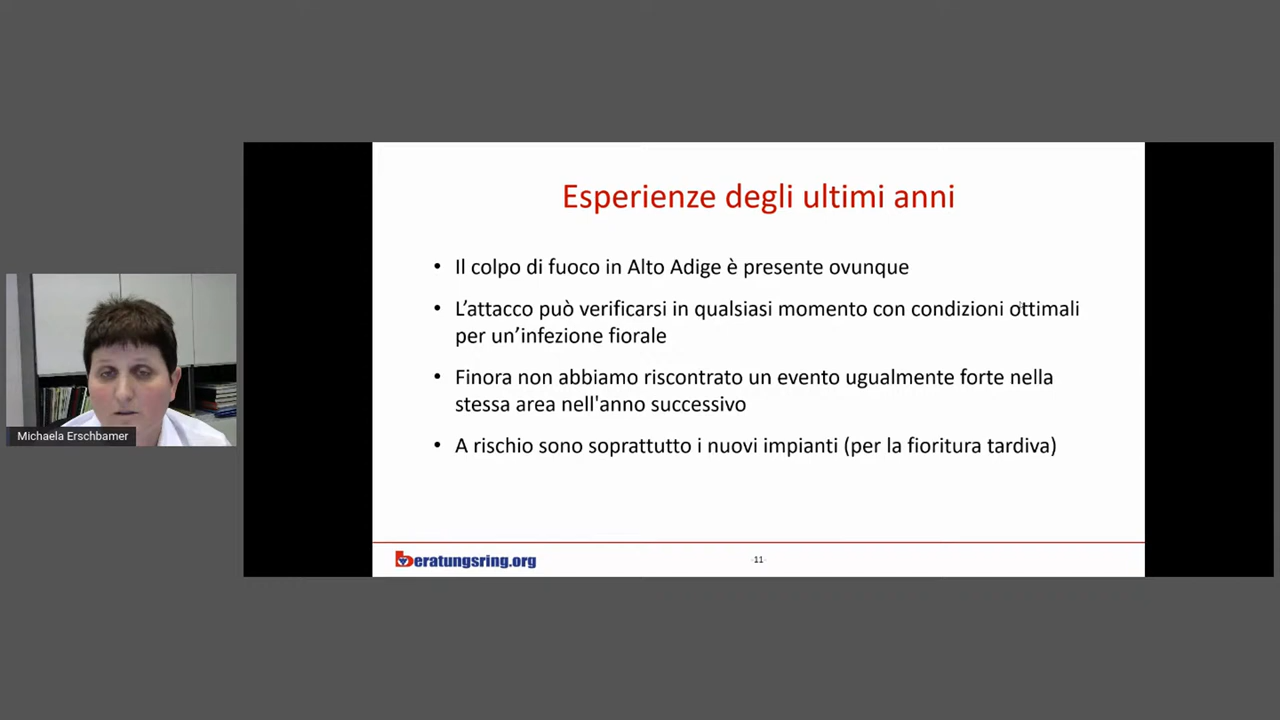 Esperienze degli ultimi anni
• Il colpo di fuoco in Alto Adige è presente ovunque
• L’attacco può verificarsi in qualsiasi momento con condizioni ottimali
per un’infezione fiorale
• Finora non abbiamo riscontrato un evento ugualmente forte nella
stessa area nell'anno successivo
• A rischio sono soprattutto i nuovi impianti (per la fioritura tardiva)
Michaela Erschbamer
beratungsring.org
11